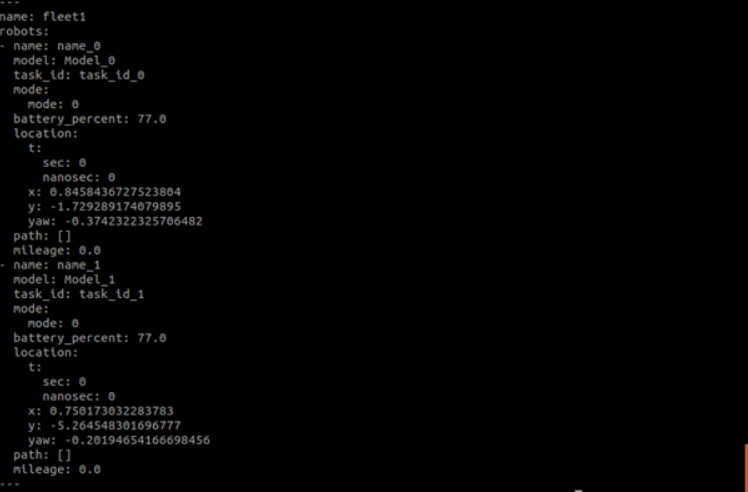 ---
name: fleet1
robots:
- name: name_0
  model: Model_0
  task_id: task_id_0
  mode:
    mode: 0
  battery_percent: 77.0
  location:
    t:
      sec: 0
      nanosec: 0
    x: 0.8458436727523804
    y: -1.729289174079895
    yaw: -0.3742322325706482
  path: []
  mileage: 0.0
- name: name_1
  model: Model_1
  task_id: task_id_1
  mode:
    mode: 0
  battery_percent: 77.0
  location:
    t:
      sec: 0
      nanosec: 0
    x: 0.750173032283783
    y: -5.264548301696777
    yaw: -0.20194654166698456
  path: []
  mileage: 0.0
---